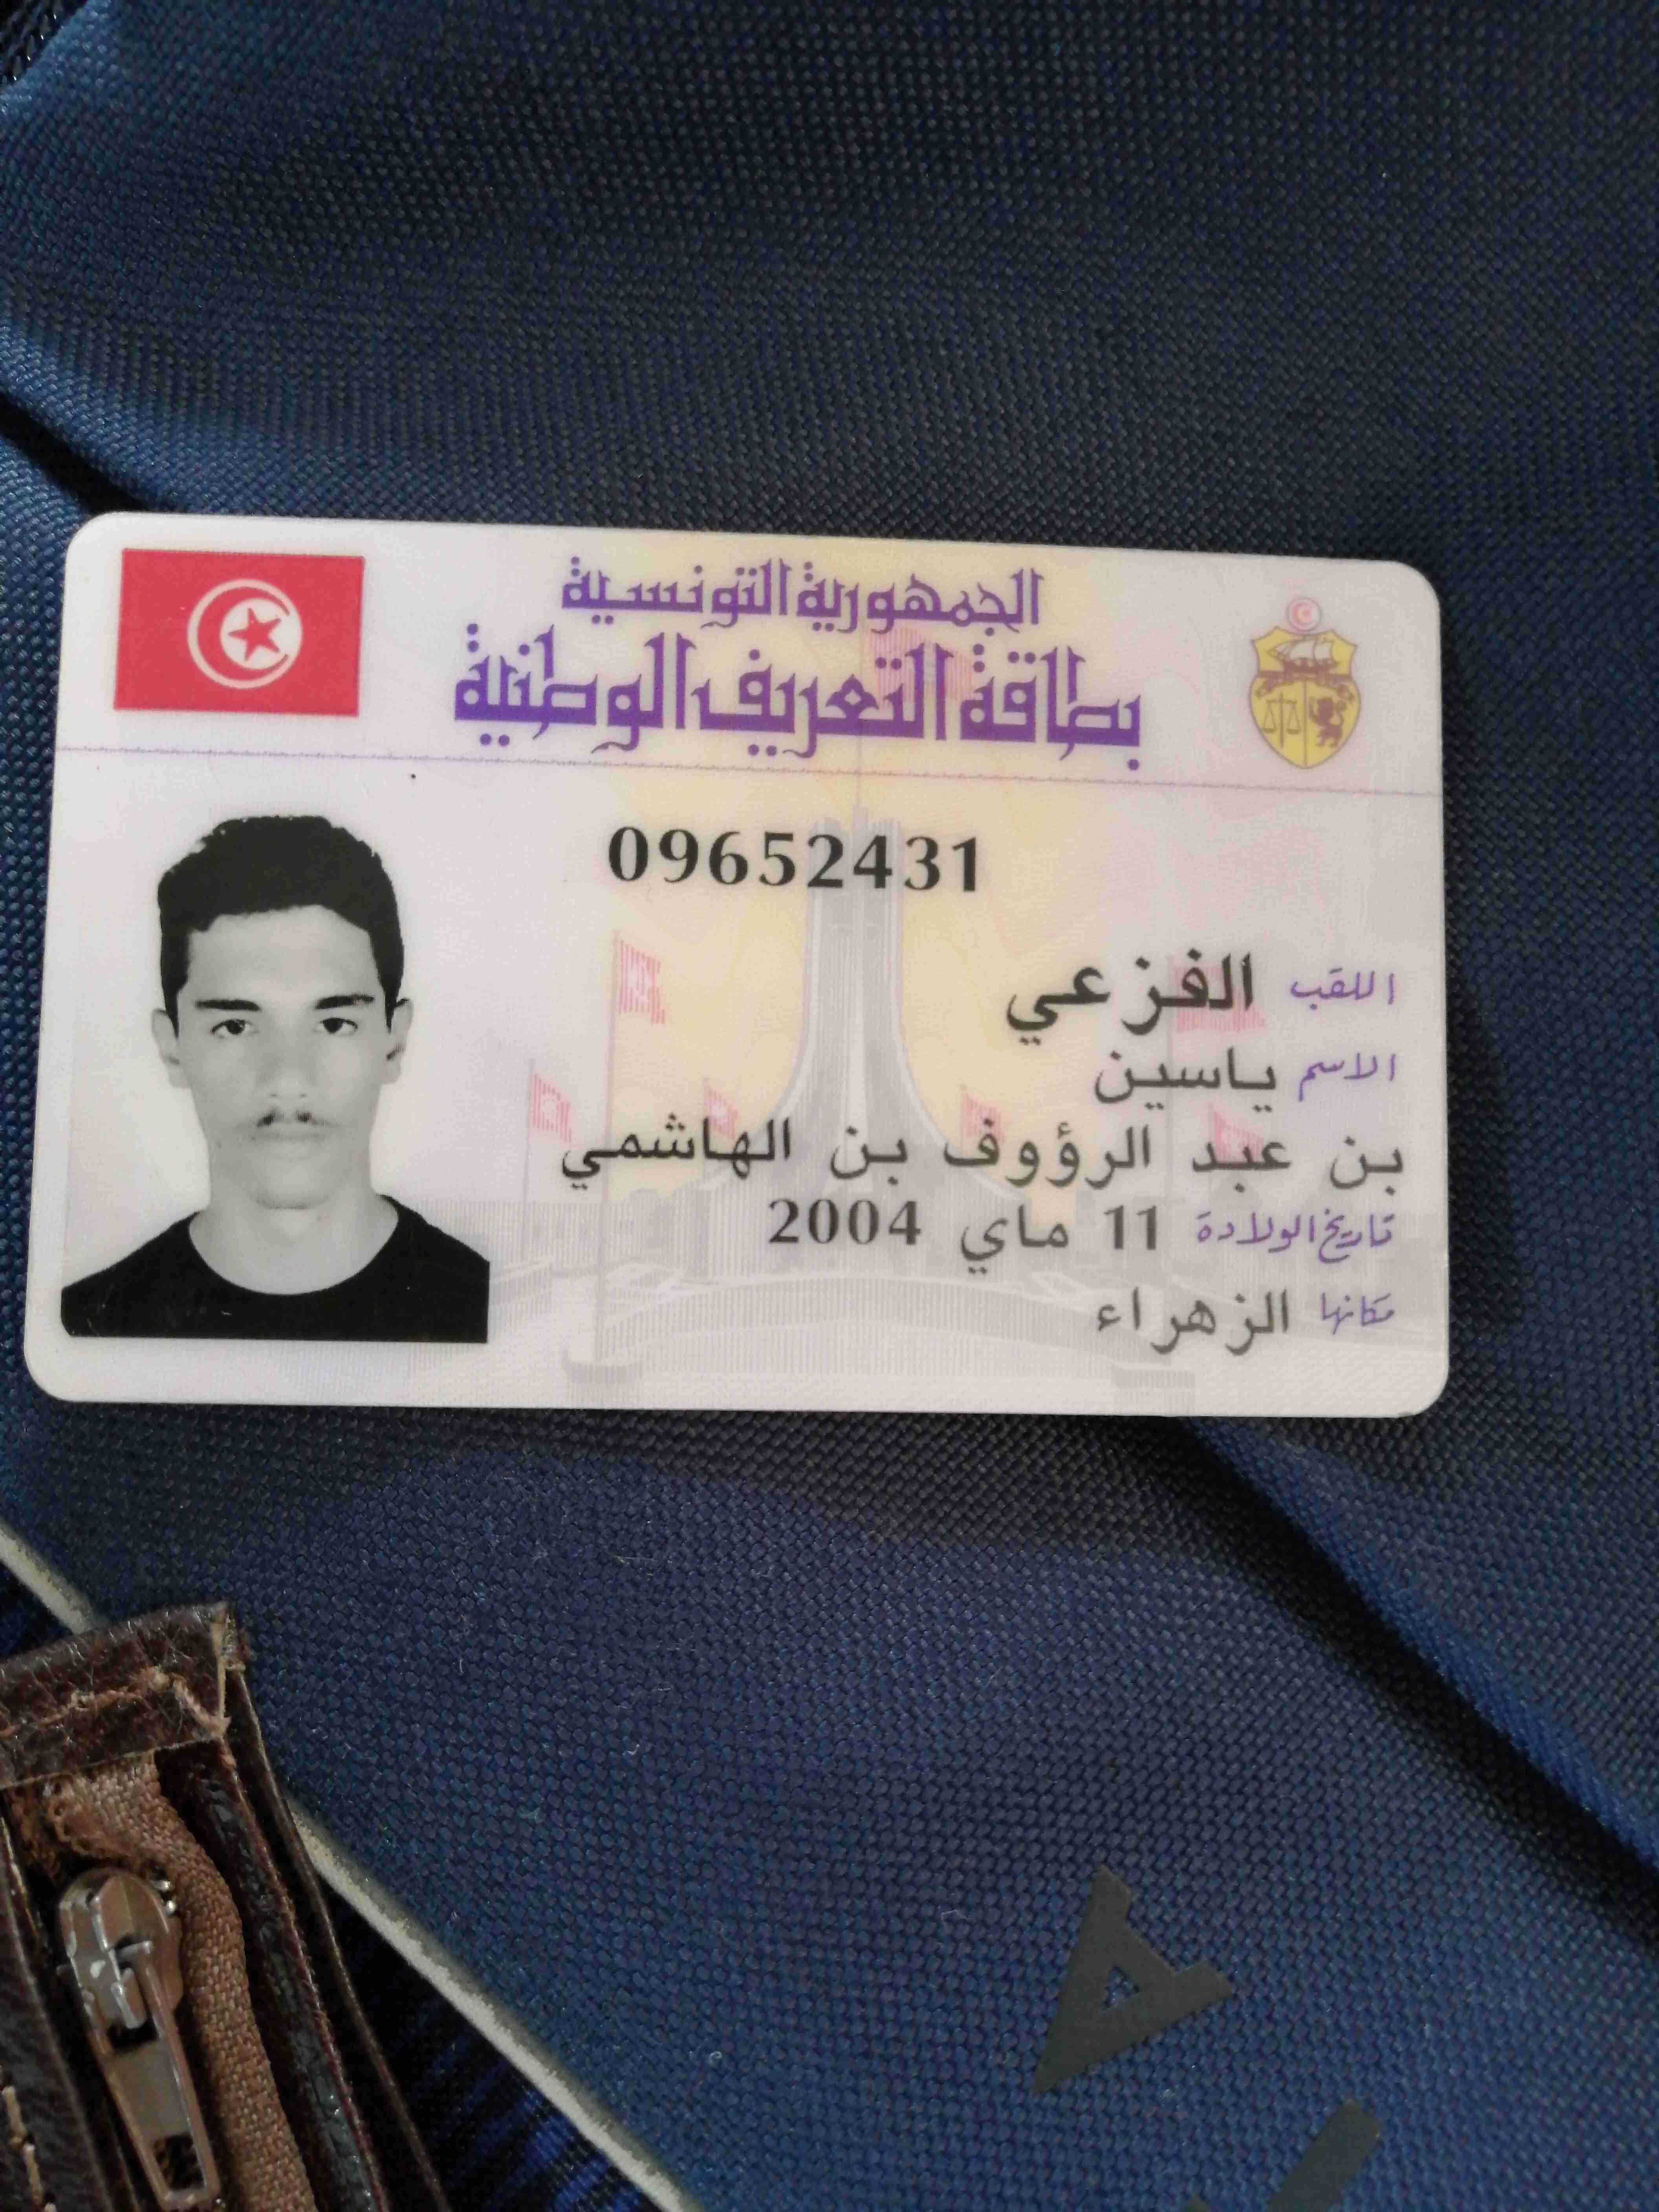 الجمهورية التونسية
بطاقة التعريف الوطنية
09652431
اللقب الفزعي
الاسم ياسين
بن عبد الرؤوف بن الهاشمي
تاريخ الولادة 11 ماي 2004
مكانها الزهراء